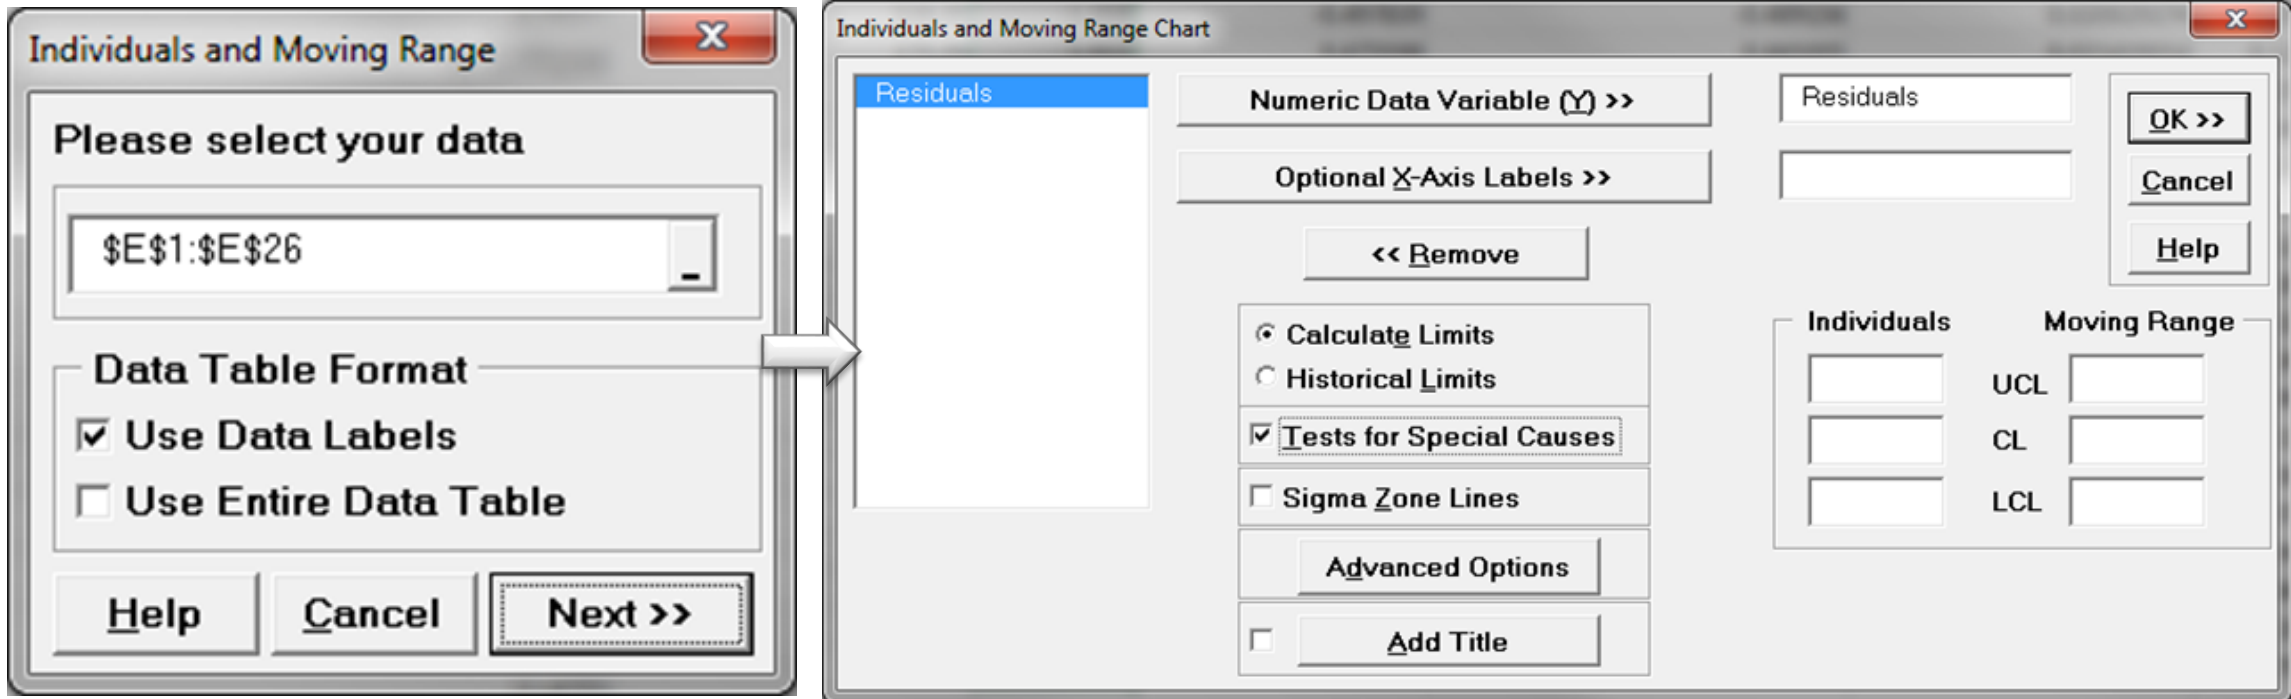 Individuals and Moving Range
Please select your data
$E$1:$E$26
Data Table Format
Use Data Labels
Use Entire Data Table
Help
Cancel
Next >>
Individuals and Moving Range Chart
Residuals
Numeric Data Variable (Y) >>
Residuals
Optional X-Axis Labels >>
<< Remove
OK >>
Cancel
Help
Calculate Limits
Historical Limits
Tests for Special Causes
Sigma Zone Lines
Advanced Options
Add Title
Individuals Moving Range
UCL
CL
LCL